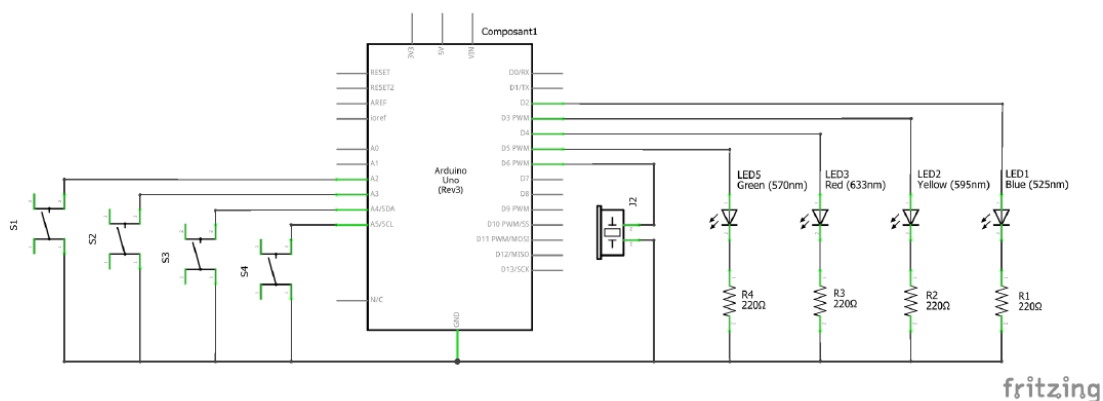 Composant1
3V3
5V
VIN
RESET
RESET2
AREF
ioref
A0
A1
A2
A3
A4/SDA
A5/SCL
N/C
GND
Arduino
Uno
(Rev3)
D0/RX
D1/TX
D2
D3 PWM
D4
D5 PWM
D6 PWM
D7
D8
D9 PWM
D10 PWM/SS
D11 PWM/MOSI
D12/MISO
D13/SCK
S1
S2
S3
S4
J2
LED5
Green (570nm)
LED3
Red (633nm)
LED2
Yellow (595nm)
LED1
Blue (525nm)
R4
220Ω
R3
220Ω
R2
220Ω
R1
220Ω
fritzing